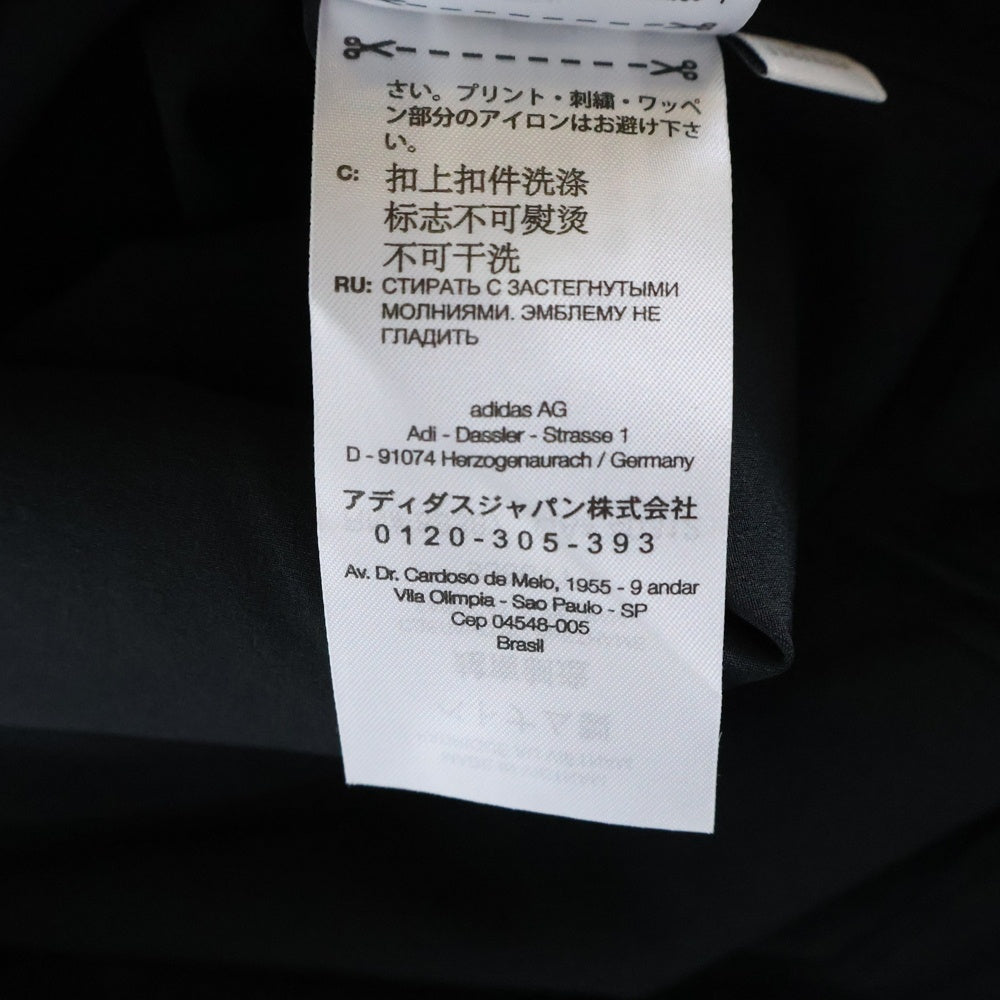 さい。プリント・刺繍・ワッペ
ン部分のアイロンはお避け下さ
い。
C: 扣上扣件洗涤
标志不可熨烫
不可干洗
RU: СТИРАТЬ С ЗАСТЕГНУТЫМИ
МОЛНИЯМИ. ЭМБЛЕМУ НЕ
ГЛАДИТЬ
adidas AG
Adi - Dassler - Strasse 1
D - 91074 Herzogenaurach / Germany
アディダスジャパン株式会社
0120-305-393
Av. Dr. Cardoso de Melo, 1955 - 9 andar
Vila Olimpia - Sao Paulo - SP
Cep 04548-005
Brasil